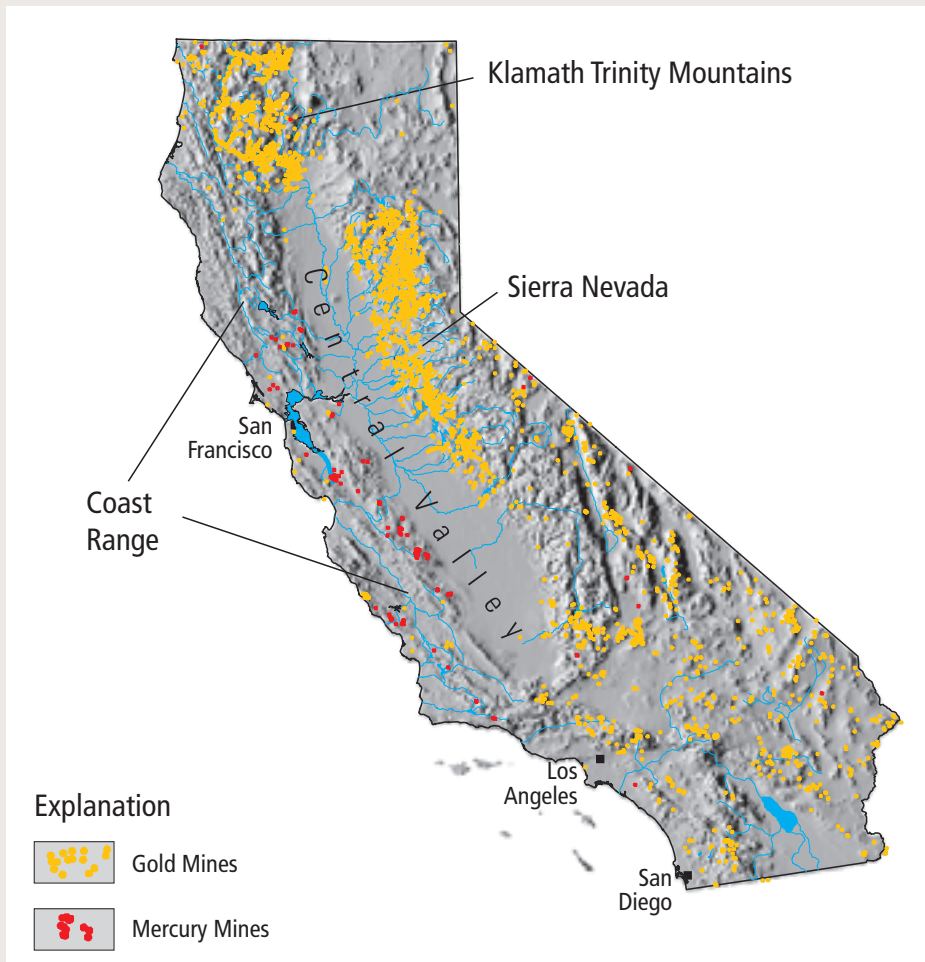 Klamath Trinity Mountains
Sierra Nevada
Central Valley
San
Francisco
Coast
Range
Los
Angeles
San
Diego
Explanation
Gold Mines
Mercury Mines